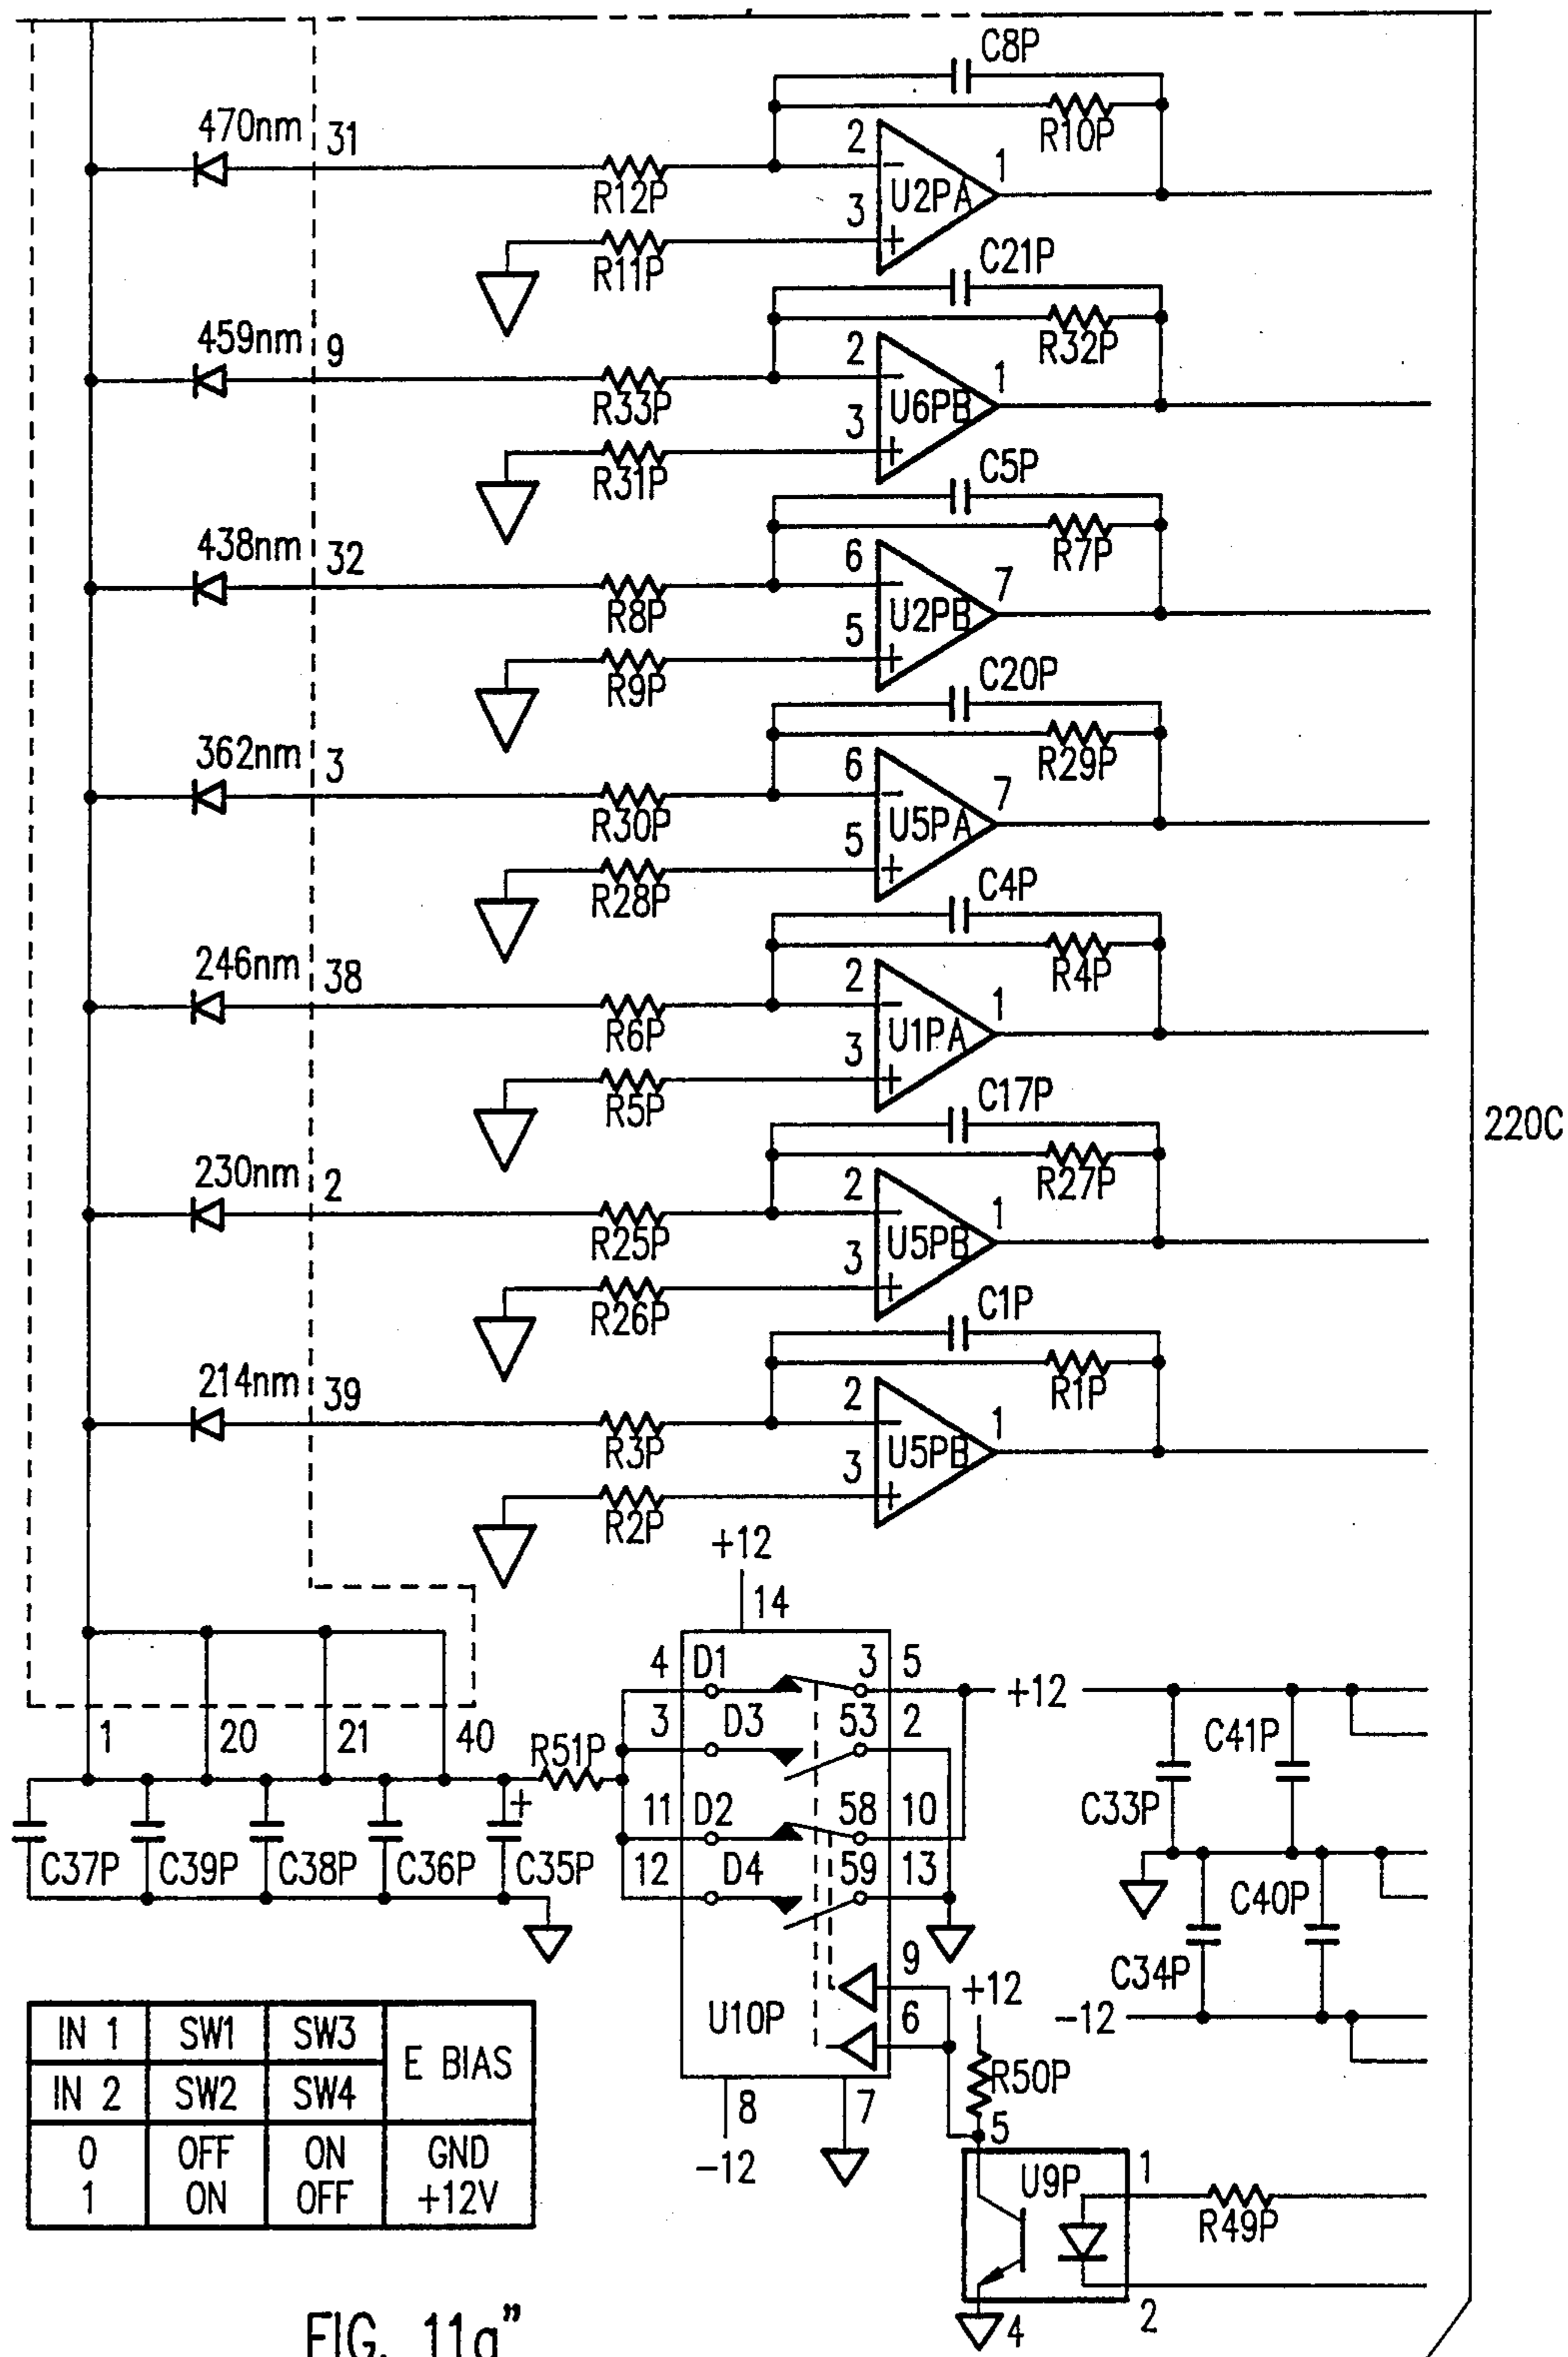 C8P
470nm 31
R10P
2
1
R12P
U2PA
3
R11P
C21P
459nm 9
R32P
2
1
R33P
U6PB
3
R31P
C5P
438nm 32
R7P
6
7
R8P
U2PB
5
R9P
C20P
362nm 3
R29P
6
7
R30P
U5PA
5
R28P
C4P
246nm 38
R4P
2
1
R6P
U1PA
3
R5P
C17P
220C
230nm 2
R27P
2
1
R25P
U5PB
3
R26P
C1P
214nm 39
R1P
2
1
R3P
U5PB
3
R2P
+12
14
4 D1 3 5
+12
3 D3 53 2
1 20 21 40
R51P
C41P
+
11 D2 58 10
C33P
C37P C39P C38P C36P C35P
12 D4 59 13
C40P
9
+12
C34P
6
-12
U10P
R50P
IN 1 SW1 SW3 E BIAS
IN 2 SW2 SW4
0 OFF ON GND
1 ON OFF +12V
8 7
5
-12
U9P 1
R49P
2
4
FIG. 11a"